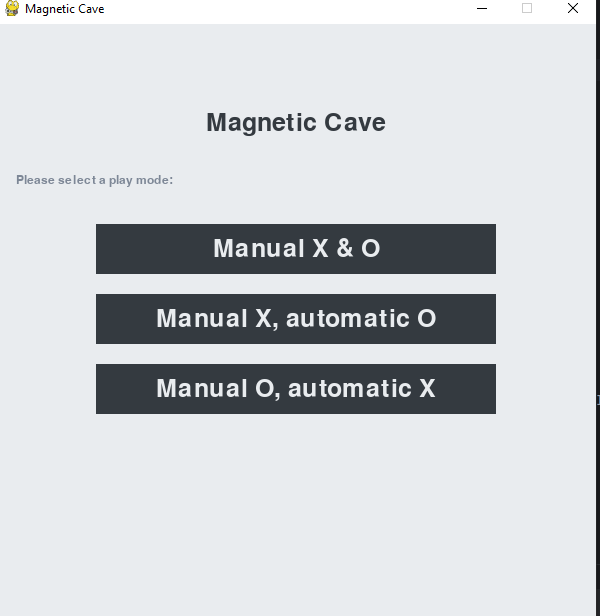 Magnetic Cave
Magnetic Cave
Please select a play mode:
Manual X & O
Manual X, automatic O
Manual O, automatic X